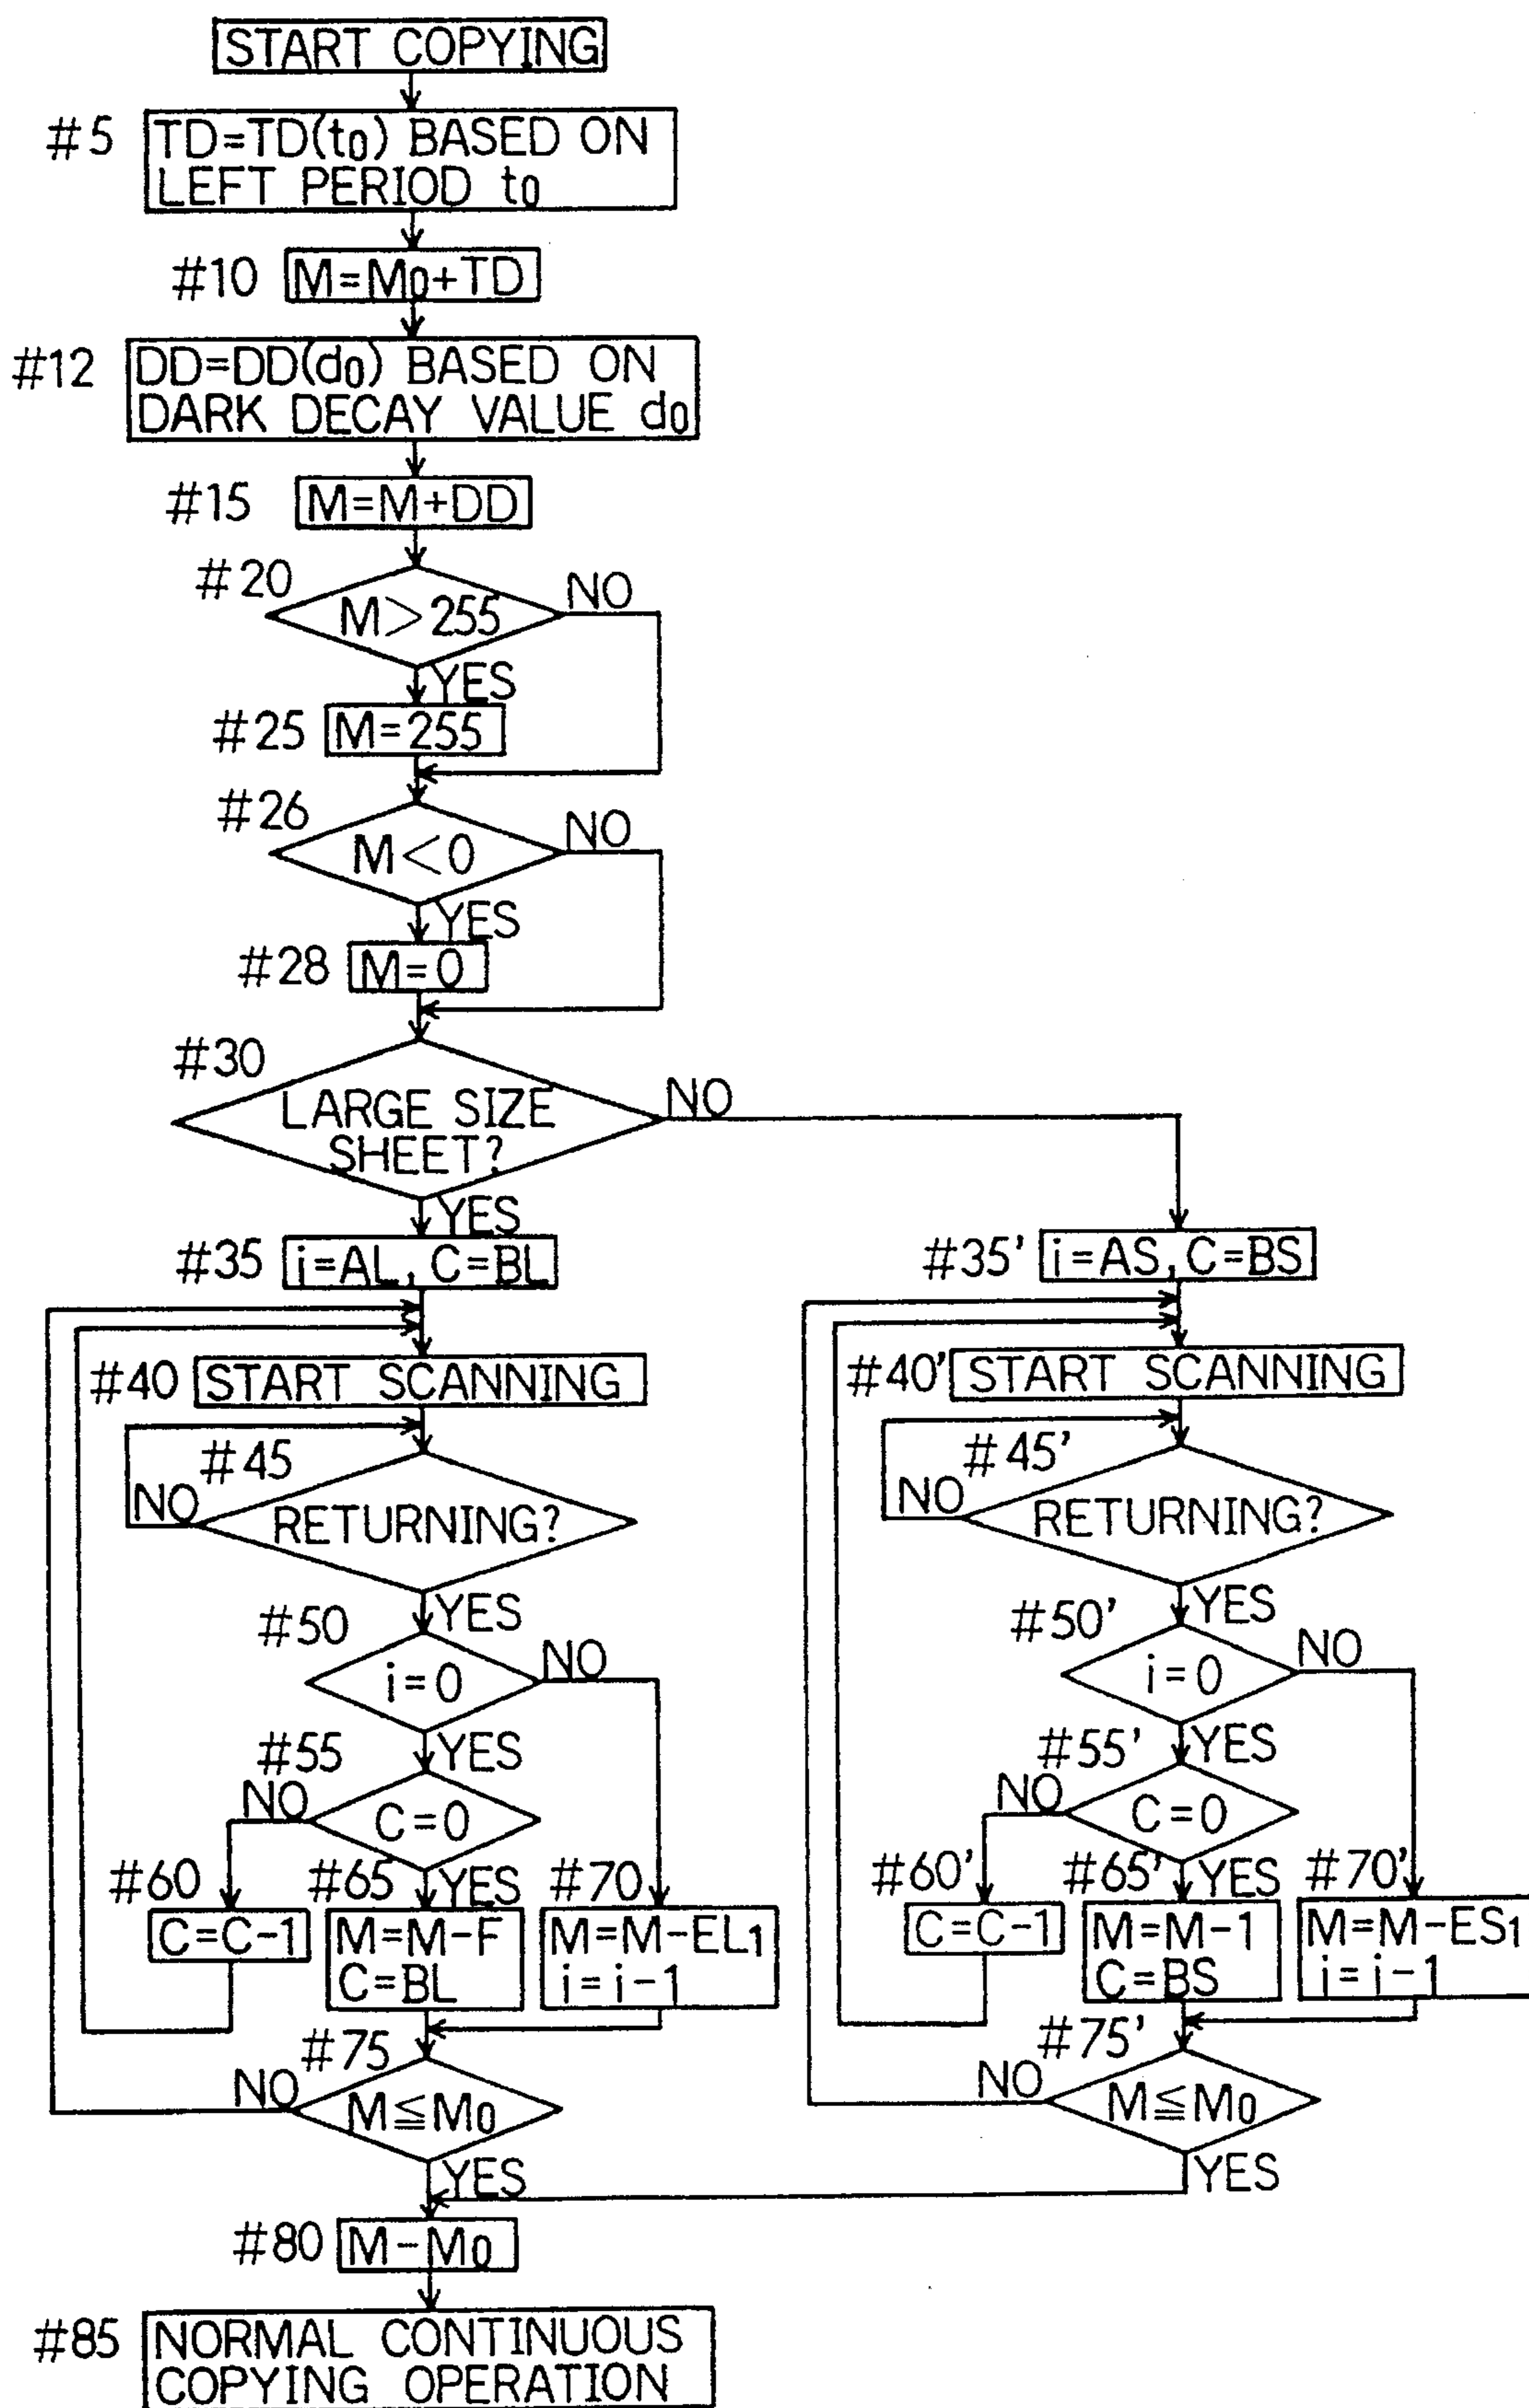 START COPYING
#5 TD=TD(t0) BASED ON
LEFT PERIOD t0
#10 M=M0+TD
#12 DD=DD(d0) BASED ON
DARK DECAY VALUE d0
#15 M=M+DD
#20 M>255 NO
YES
#25 M=255
#26 M<0 NO
YES
#28 M=0
#30 LARGE SIZE
SHEET? NO
YES
#35 i=AL, C=BL
#40 START SCANNING
#45
NO RETURNING?
YES
#50 i=0 NO
YES
#55
NO C=0
YES
#60 C=C-1
#65 M=M-F
C=BL
#70 M=M-EL1
i=i-1
#75
NO M≦M0
YES
#35' i=AS, C=BS
#40' START SCANNING
#45'
NO RETURNING?
YES
#50' i=0 NO
YES
#55'
NO C=0
YES
#60' C=C-1
#65' M=M-1
C=BS
#70' M=M-ES1
i=i-1
#75'
NO M≦M0
YES
#80 M-M0
#85 NORMAL CONTINUOUS
COPYING OPERATION